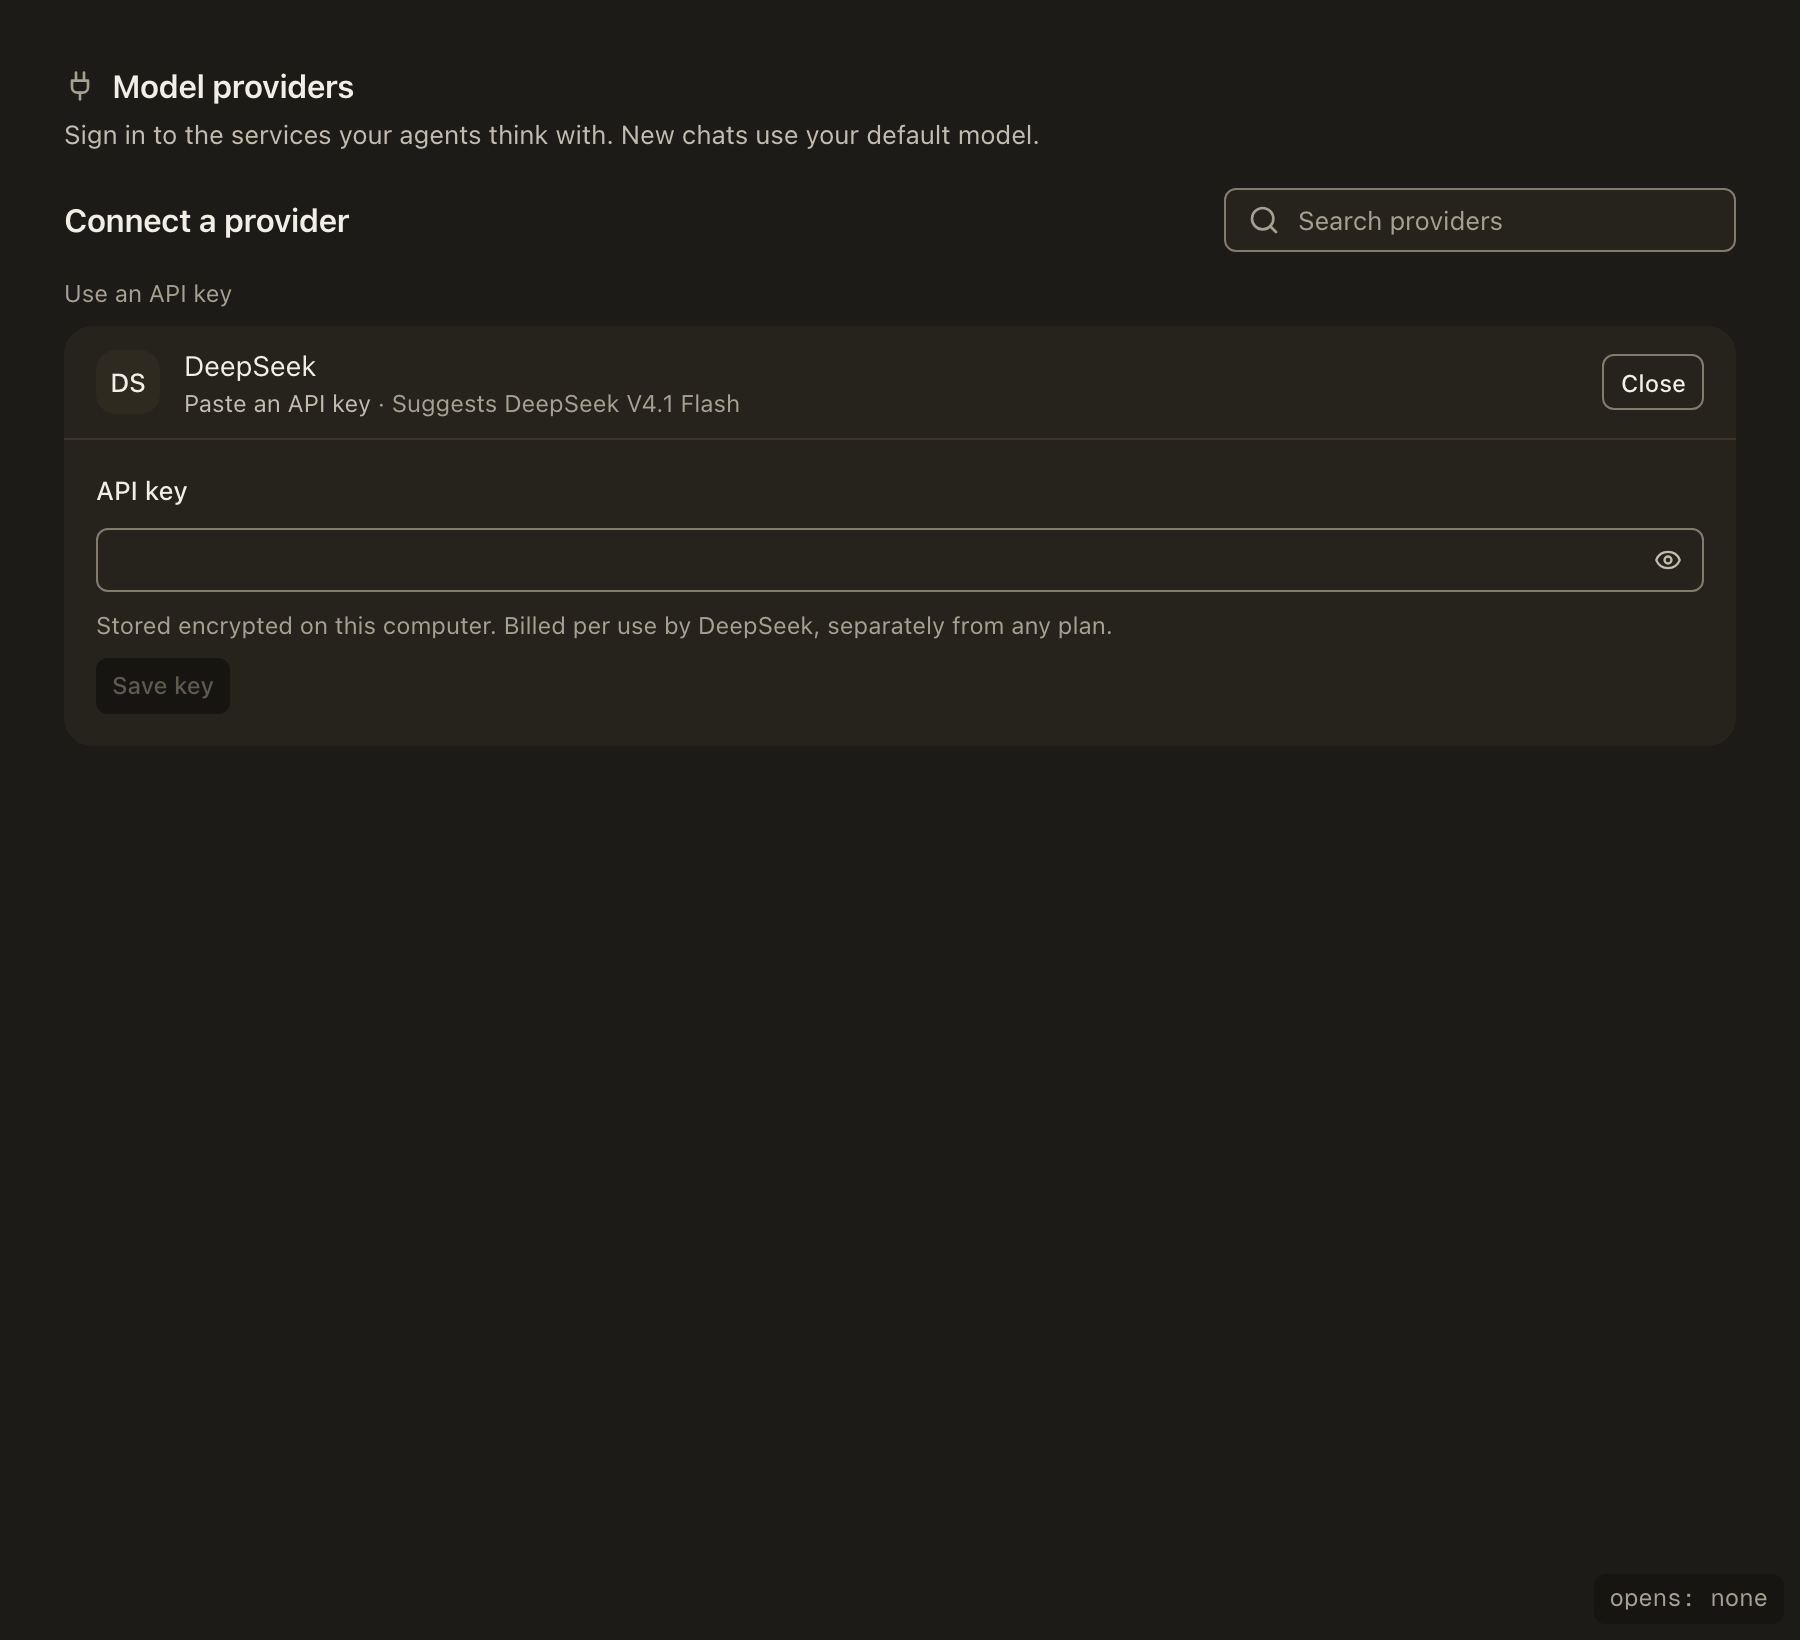 Model providers
Sign in to the services your agents think with. New chats use your default model.
Connect a provider
Search providers
Use an API key
DS
DeepSeek
Paste an API key · Suggests DeepSeek V4.1 Flash
Close
API key
Stored encrypted on this computer. Billed per use by DeepSeek, separately from any plan.
Save key
opens: none